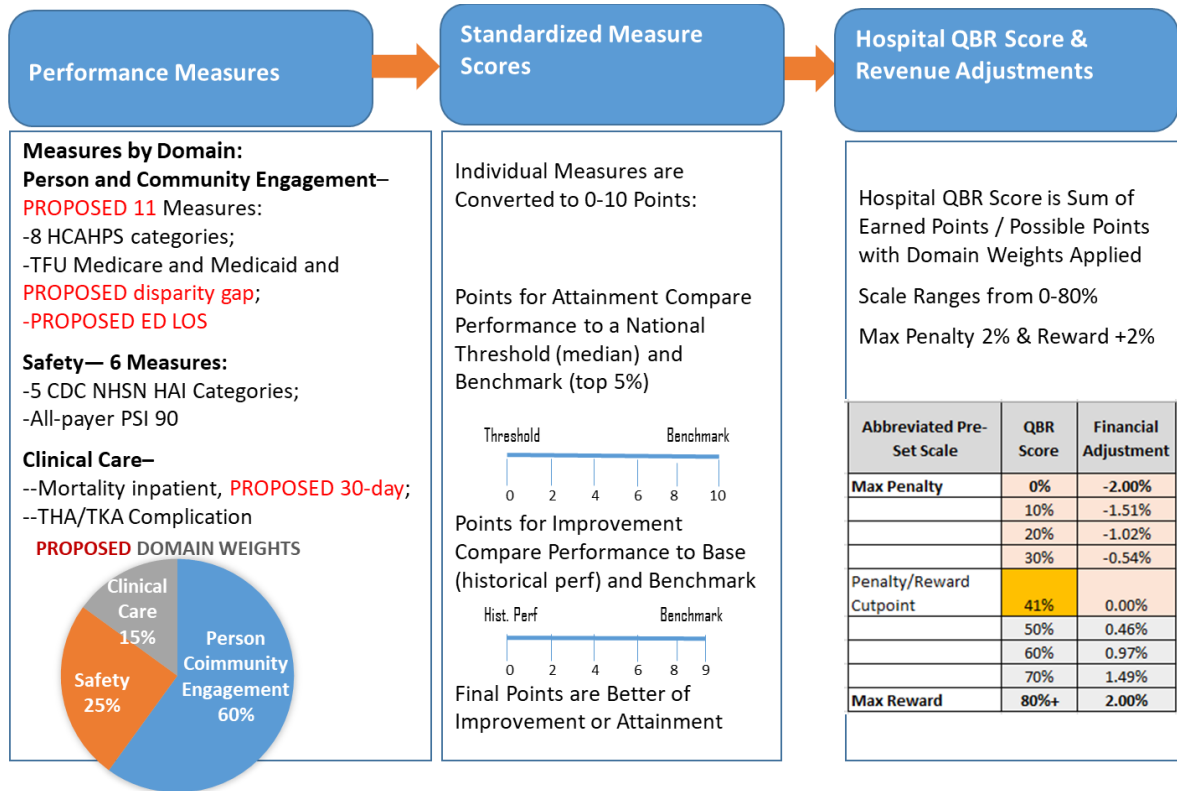 Performance Measures
Standardized Measure
Scores
Hospital QBR Score &
Revenue Adjustments
Measures by Domain:
Person and Community Engagement–
PROPOSED 11 Measures:
-8 HCAHPS categories;
-TFU Medicare and Medicaid and
PROPOSED disparity gap;
-PROPOSED ED LOS
Safety— 6 Measures:
-5 CDC NHSN HAI Categories;
-All-payer PSI 90
Clinical Care–
--Mortality inpatient, PROPOSED 30-day;
--THA/TKA Complication
PROPOSED DOMAIN WEIGHTS
Clinical
Care
15%
Person
Coimmunity
Engagement
60%
Safety
25%
Individual Measures are
Converted to 0-10 Points:
Points for Attainment Compare
Performance to a National
Threshold (median) and
Benchmark (top 5%)
Threshold Benchmark
0 2 4 6 8 10
Points for Improvement
Compare Performance to Base
(historical perf) and Benchmark
Hist. Perf Benchmark
0 2 4 6 8 9
Final Points are Better of
Improvement or Attainment
Hospital QBR Score is Sum of
Earned Points / Possible Points
with Domain Weights Applied
Scale Ranges from 0-80%
Max Penalty 2% & Reward +2%
Abbreviated Pre-
Set Scale
QBR
Score
Financial
Adjustment
Max Penalty 0% -2.00%
10% -1.51%
20% -1.02%
30% -0.54%
Penalty/Reward
Cutpoint 41% 0.00%
50% 0.46%
60% 0.97%
70% 1.49%
Max Reward 80%+ 2.00%